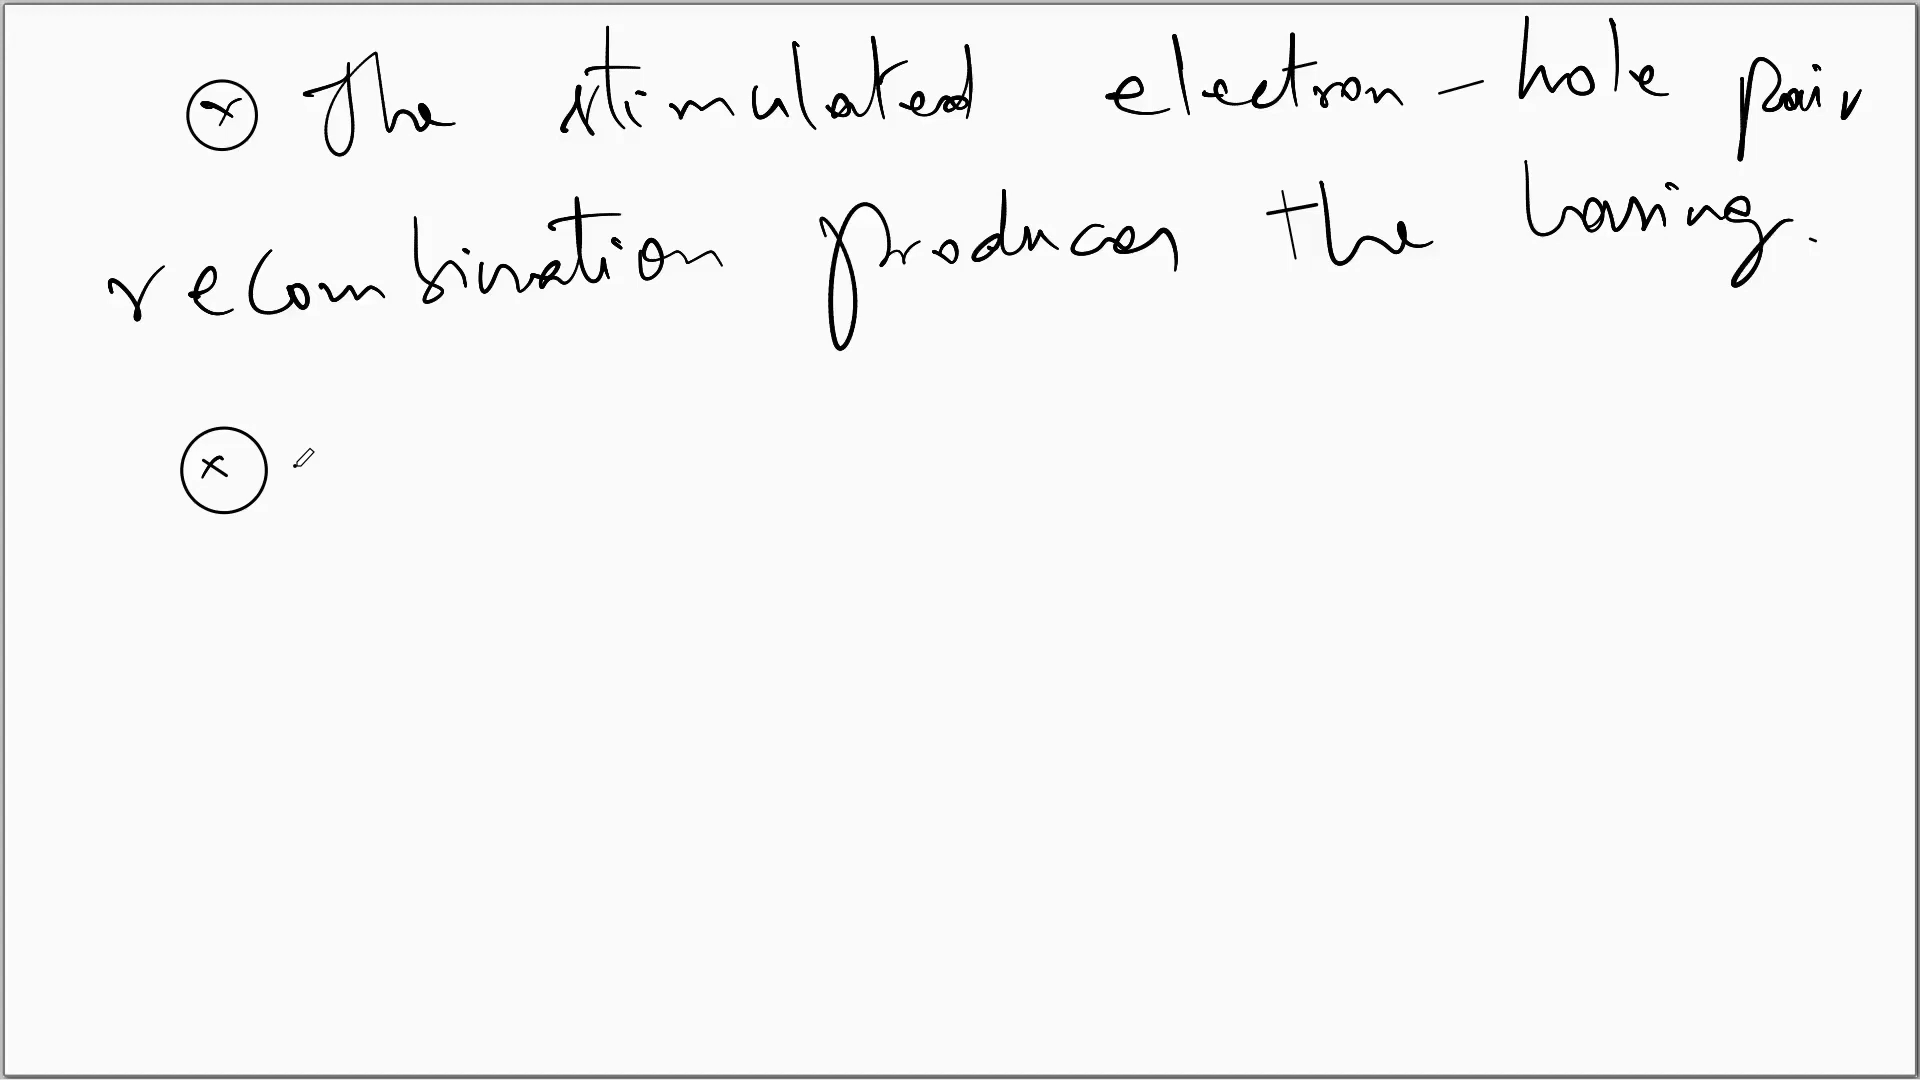 The stimulated electron - hole pair
recombination produces the lasing.